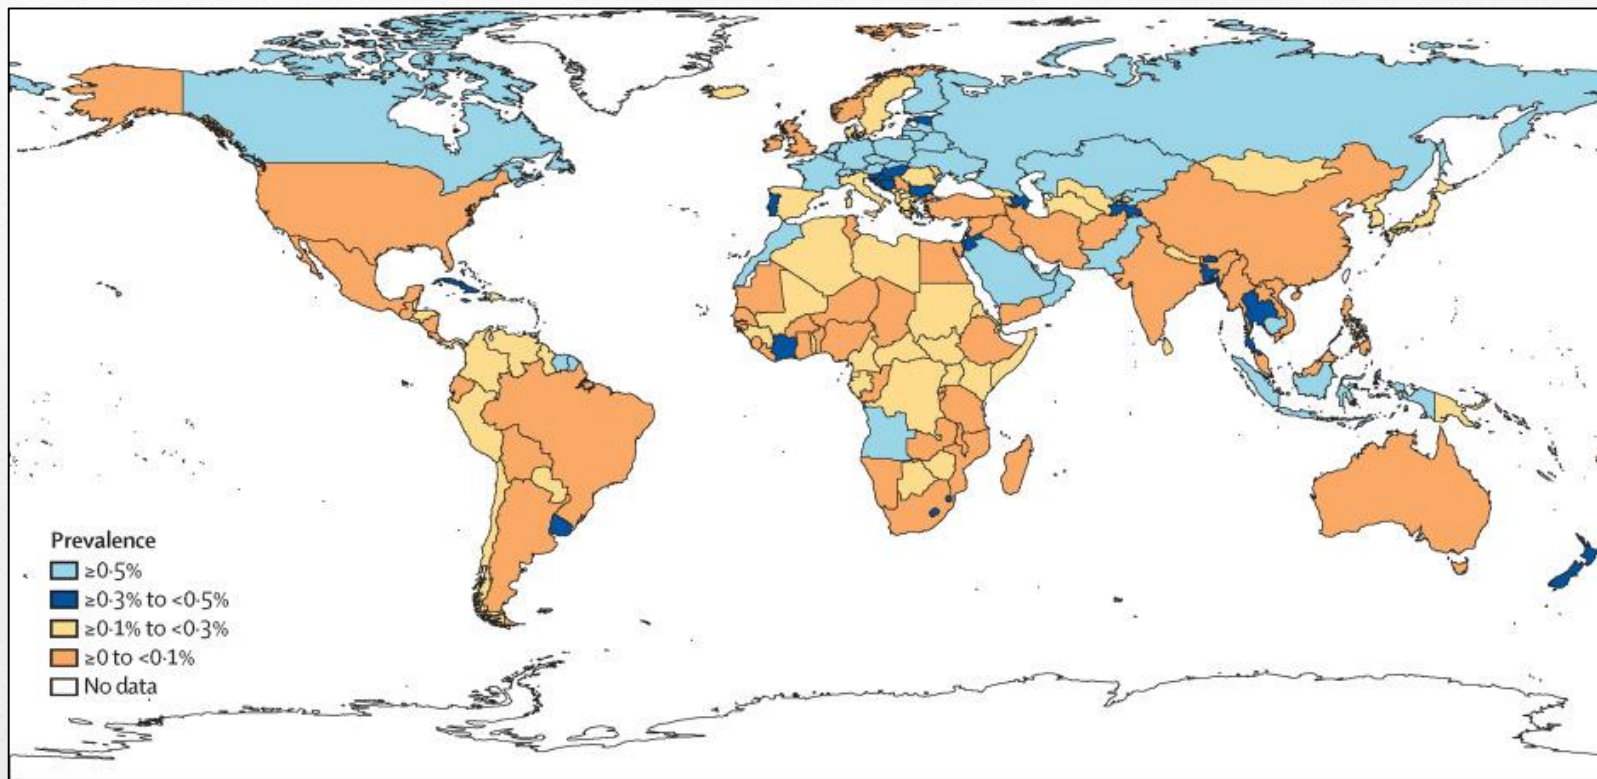 Prevalence
≥0·5%
≥0·3% to <0·5%
≥0·1% to <0·3%
≥0 to <0·1%
No data